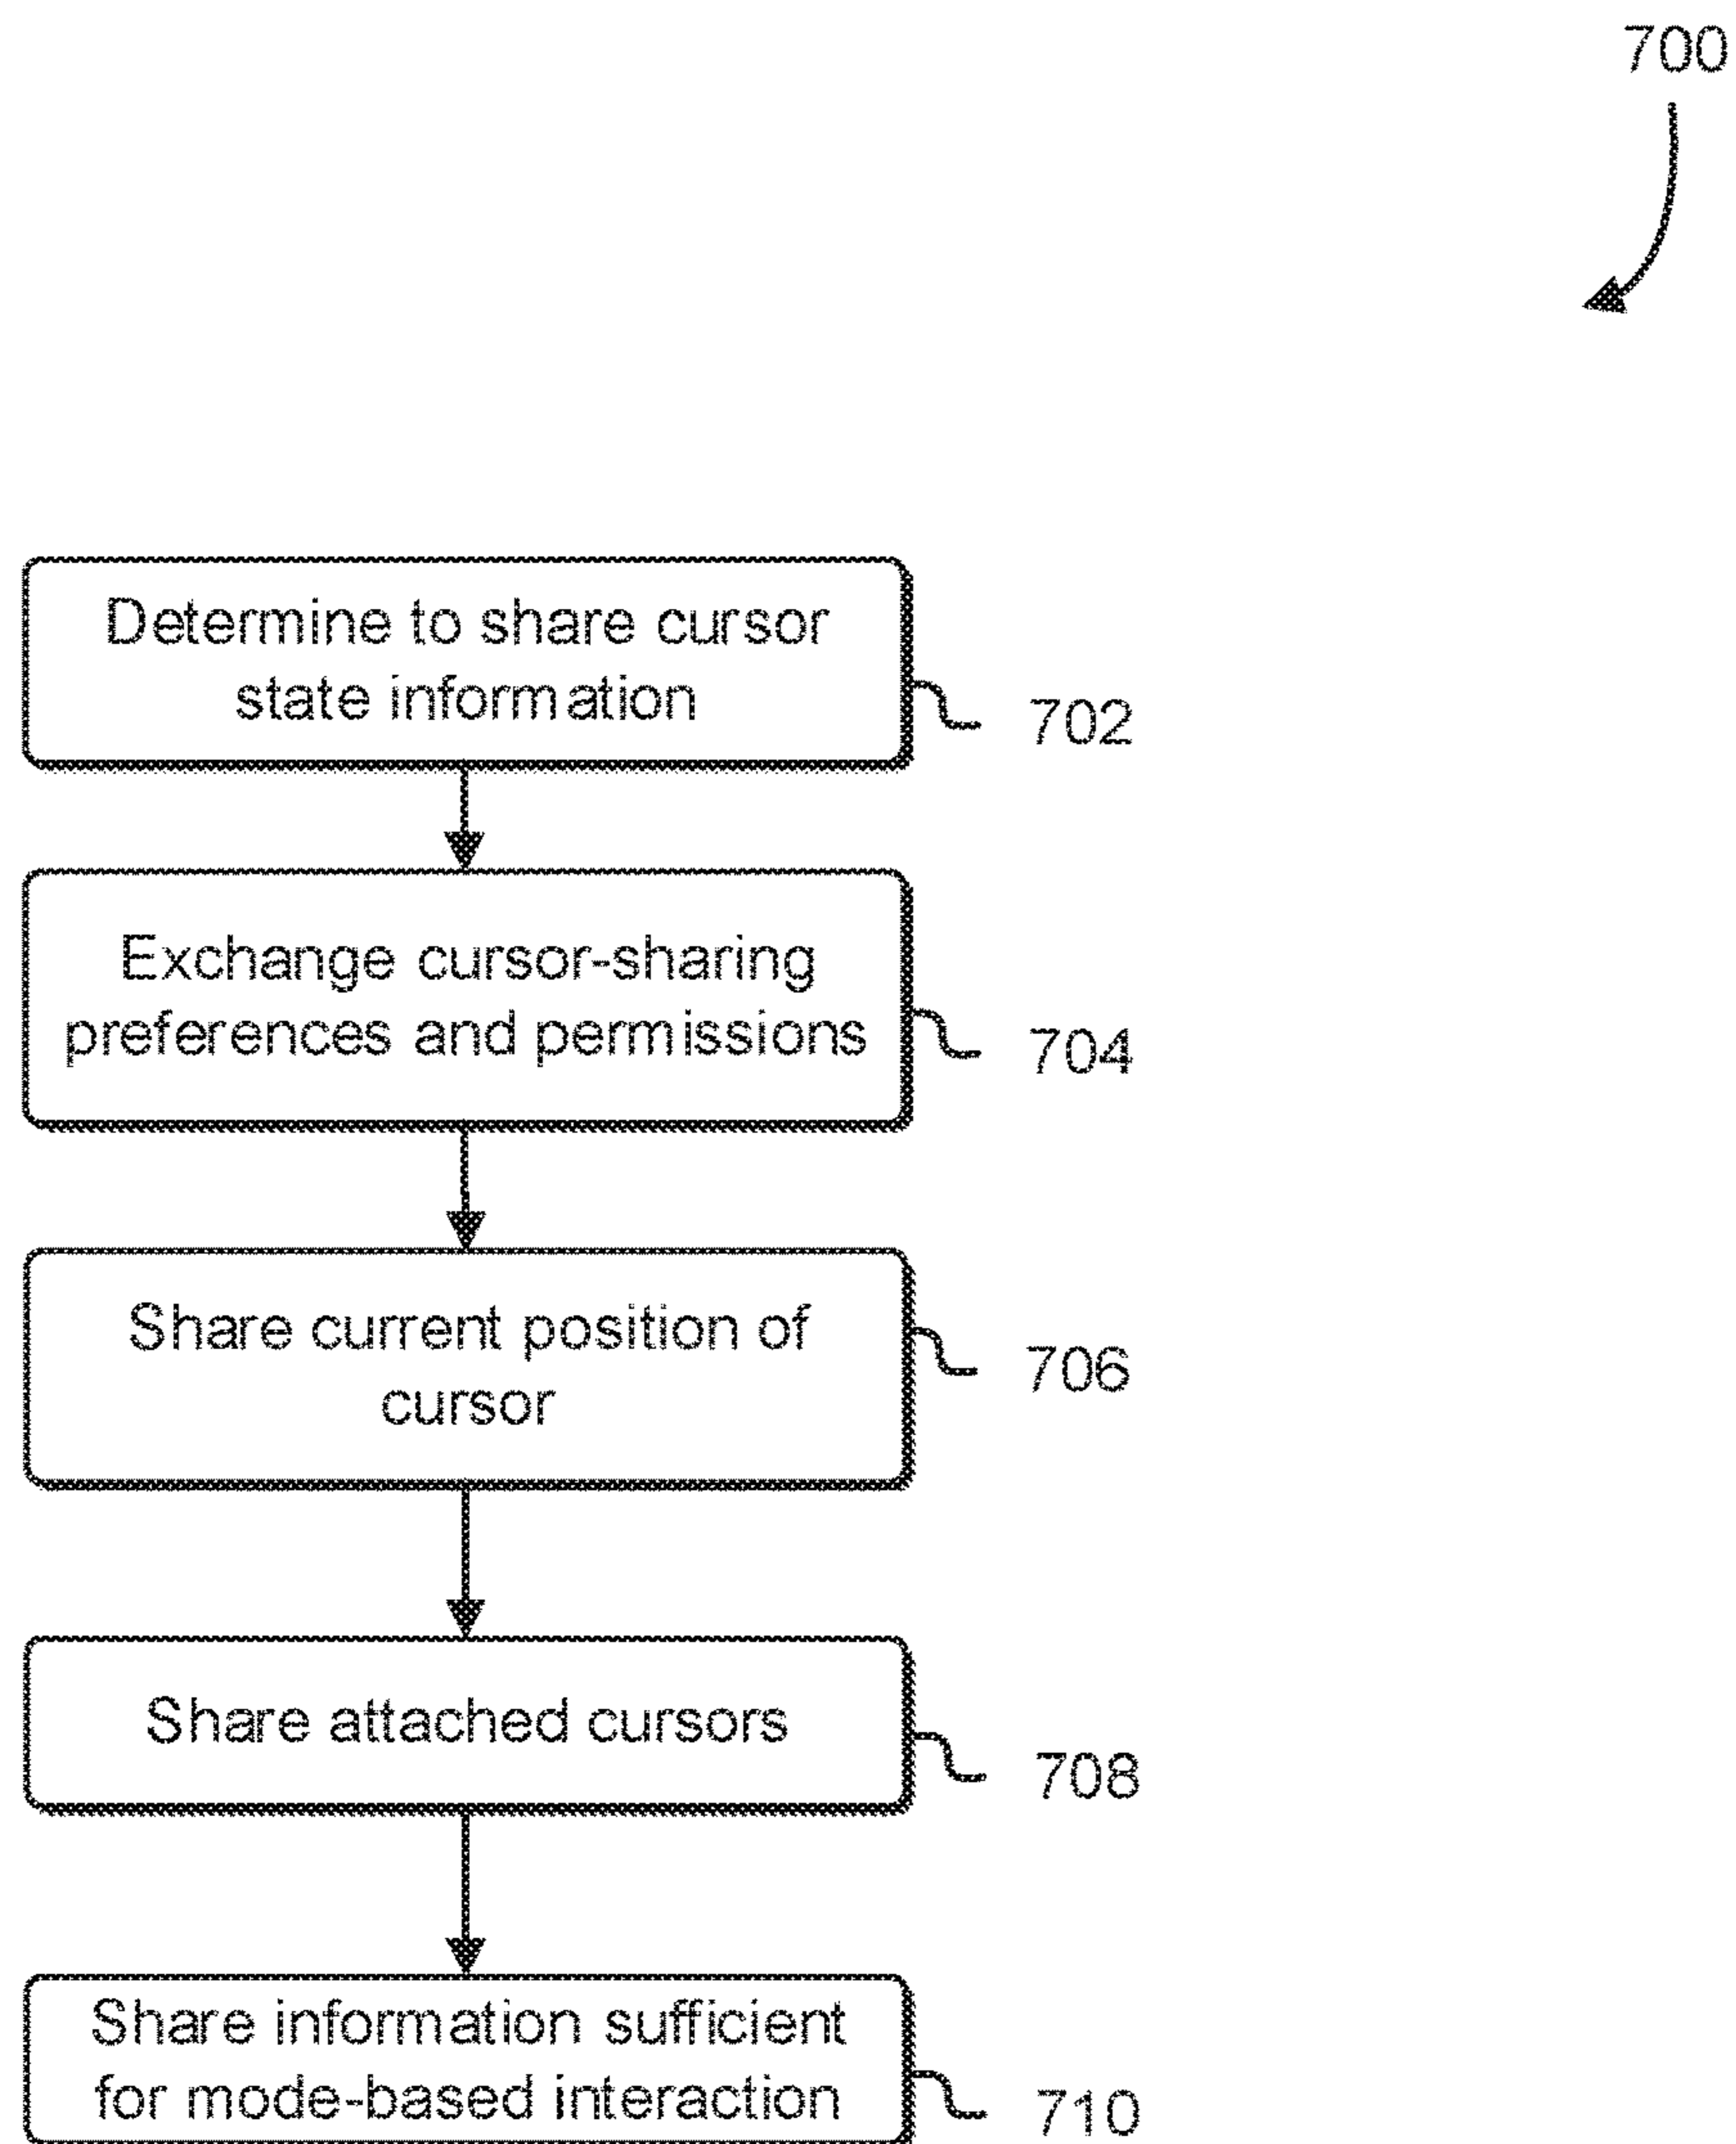 700
Determine to share cursor
state information
702
Exchange cursor-sharing
preferences and permissions
704
Share current position of
cursor
706
Share attached cursors
708
Share information sufficient
for mode-based interaction
710